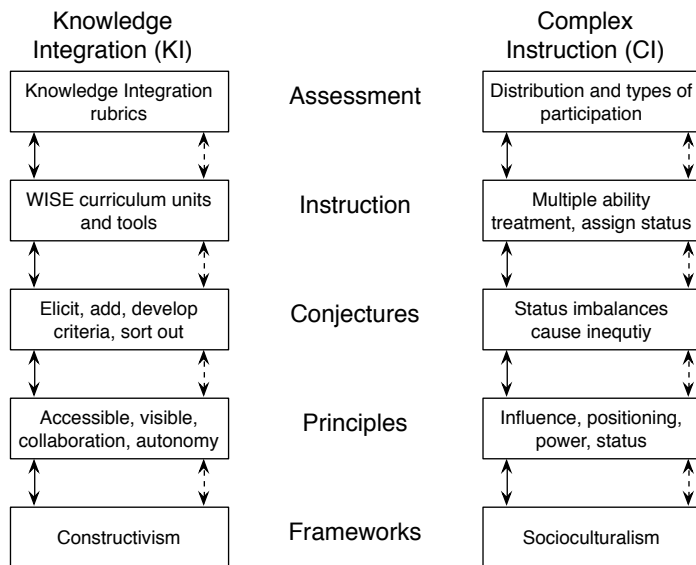 Knowledge
Integration (KI)
Complex
Instruction (CI)
Knowledge Integration
rubrics
Assessment
Distribution and types of
participation
WISE curriculum units
and tools
Instruction
Multiple ability
treatment, assign status
Elicit, add, develop
criteria, sort out
Conjectures
Status imbalances
cause inequtiy
Accessible, visible,
collaboration, autonomy
Principles
Influence, positioning,
power, status
Constructivism
Frameworks
Socioculturalism